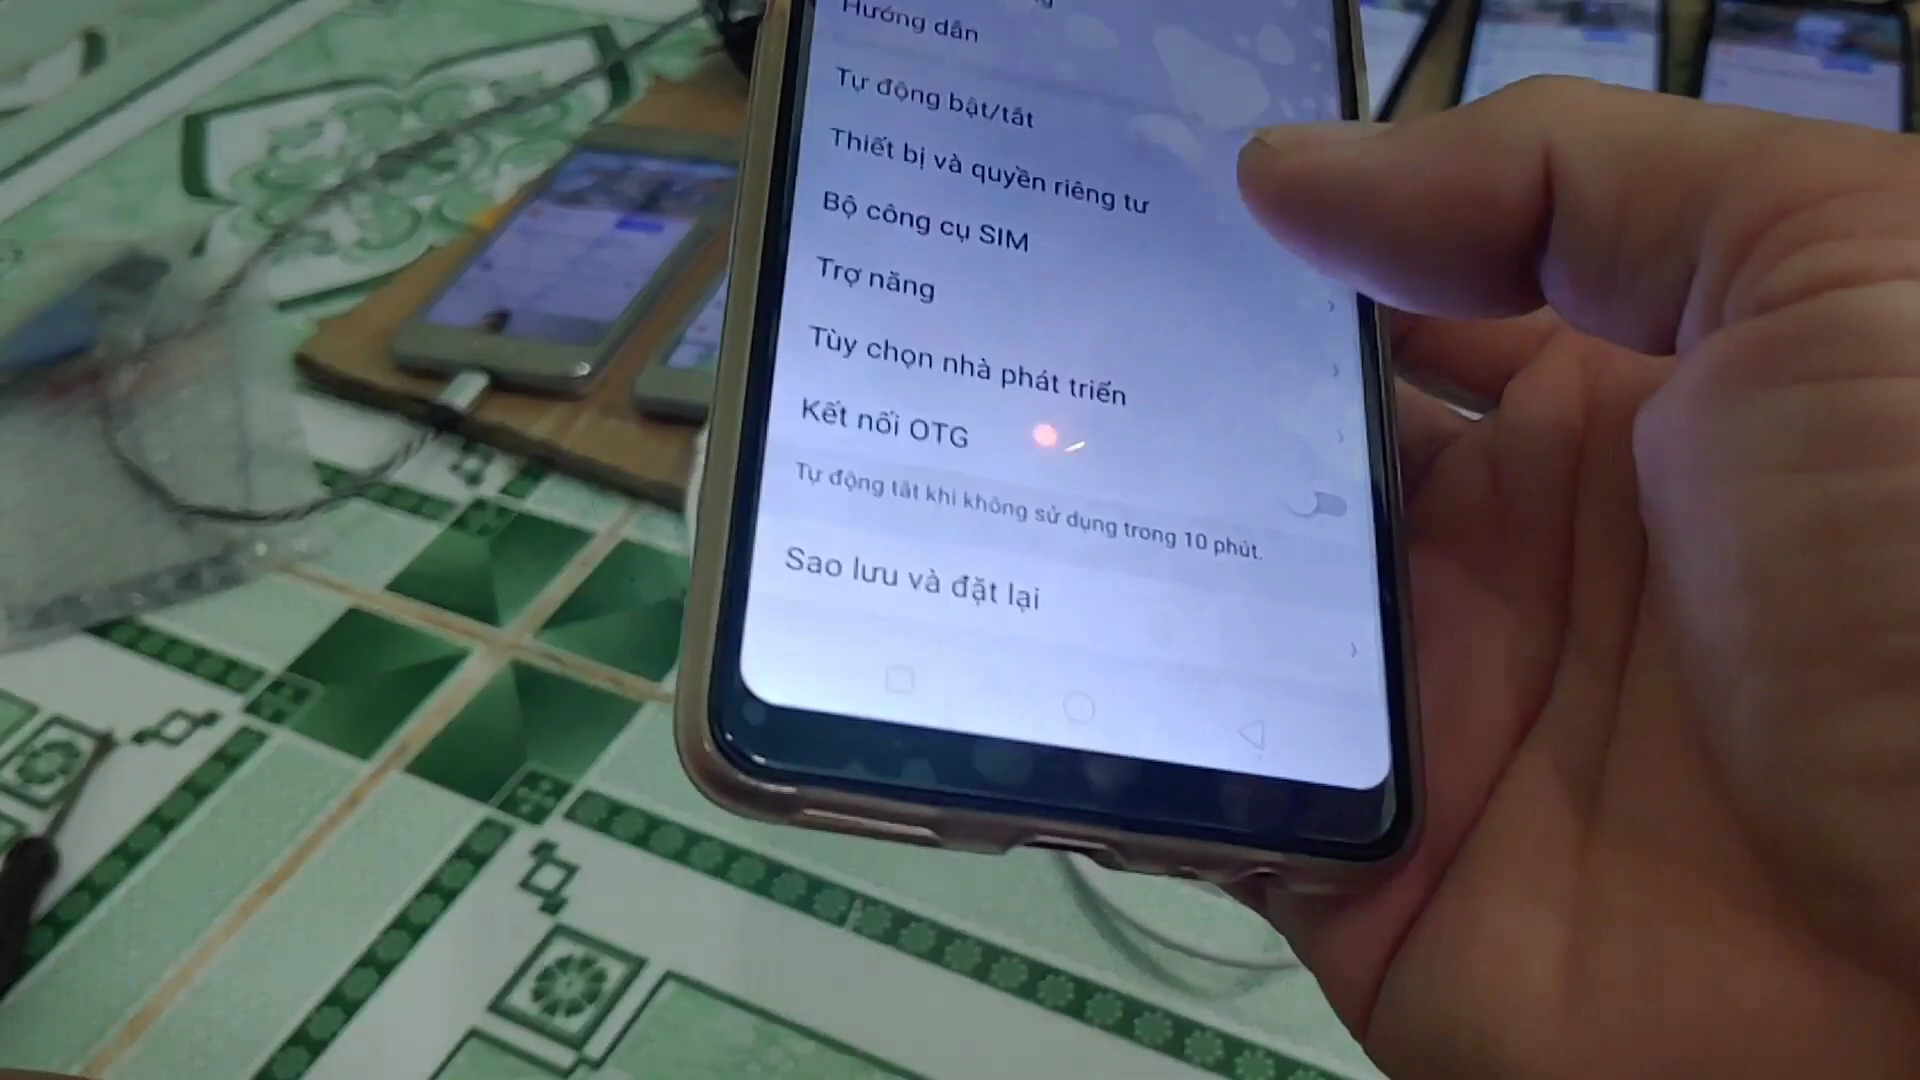 Hướng dẫn
Tự động bật/tắt
Thiết bị và quyền riêng tư
Bộ công cụ SIM
Trợ năng
Tùy chọn nhà phát triển
Kết nối OTG
Tự động tắt khi không sử dụng trong 10 phút.
Sao lưu và đặt lại